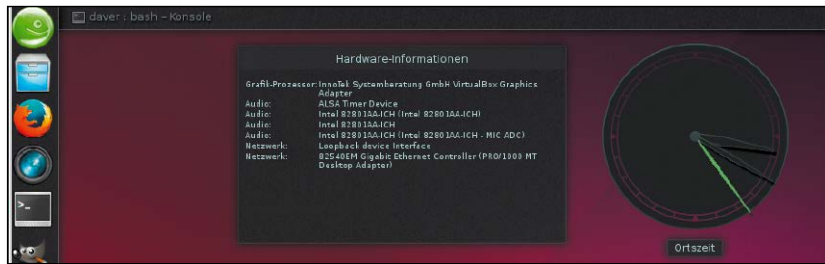 daver : bash – Konsole
Hardware-Informationen
Grafik-Prozessor: InnoTek Systemberatung GmbH VirtualBox Graphics
Adapter
Audio: ALSA Timer Device
Audio: Intel 82801AA-ICH (Intel 82801AA-ICH)
Audio: Intel 82801AA-ICH
Audio: Intel 82801AA-ICH (Intel 82801AA-ICH - MIC ADC)
Netzwerk: Loopback device Interface
Netzwerk: 82540EM Gigabit Ethernet Controller (PRO/1000 MT
Desktop Adapter)
>_
Ortszeit